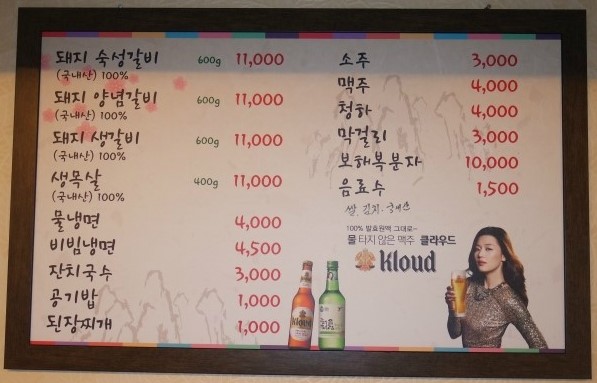 돼지 숙성갈비 600g 11,000
(국내산) 100%
돼지 양념갈비 600g 11,000
(국내산) 100%
돼지 생갈비 600g 11,000
(국내산) 100%
생목살 400g 11,000
(국내산) 100%
물냉면 4,000
비빔냉면 4,500
잔치국수 3,000
공기밥 1,000
된장찌개 1,000
소주 3,000
맥주 4,000
청하 4,000
막걸리 3,000
보해복분자 10,000
음료수 1,500
쌀, 김치 국내산
100% 발효원액 그대로~
물 타지 않은 맥주 클라우드
Kloud
Kloud